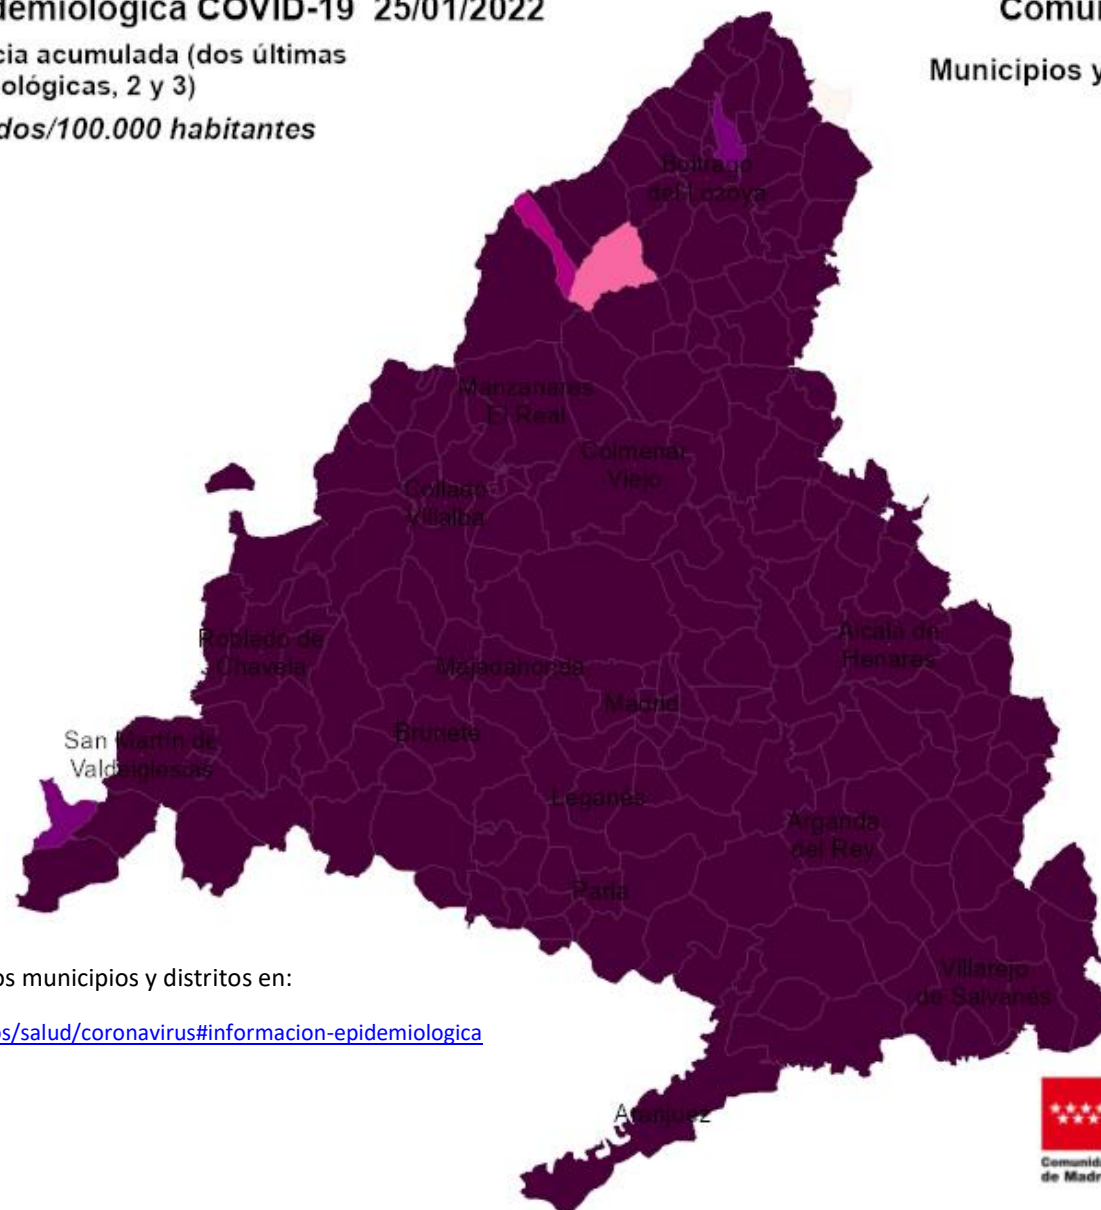 demiológica COVID-19 25/01/2022
Comun
cia acumulada (dos últimas
ológicas, 2 y 3)
Municipios y
dos/100.000 habitantes
Buitrago
del Lozoya
Manzanares
El Real
Colmenar
Viejo
Collado
Villalba
Robledo de
Chavela
Majadahonda
Alcalá de
Henares
Madrid
Brunete
San Martín de
Valdeiglesias
Leganés
Arganda
del Rey
Parla
Villarejo
de Salvanés
os municipios y distritos en:
os/salud/coronavirus#informacion-epidemiologica
Aranjuez
Comunida
de Madr